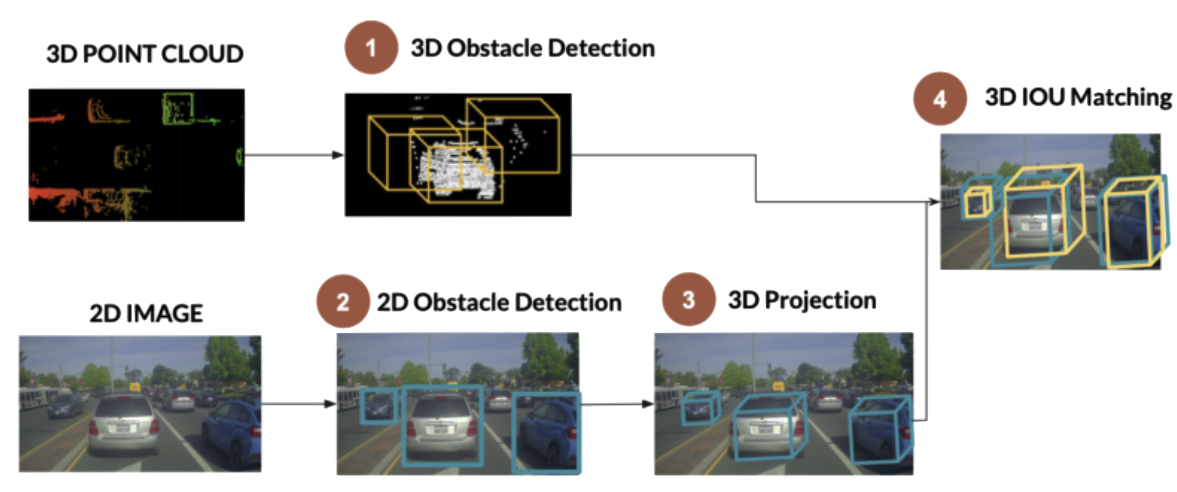 3D POINT CLOUD
1 3D Obstacle Detection
4 3D IOU Matching
2D IMAGE
2 2D Obstacle Detection
3 3D Projection